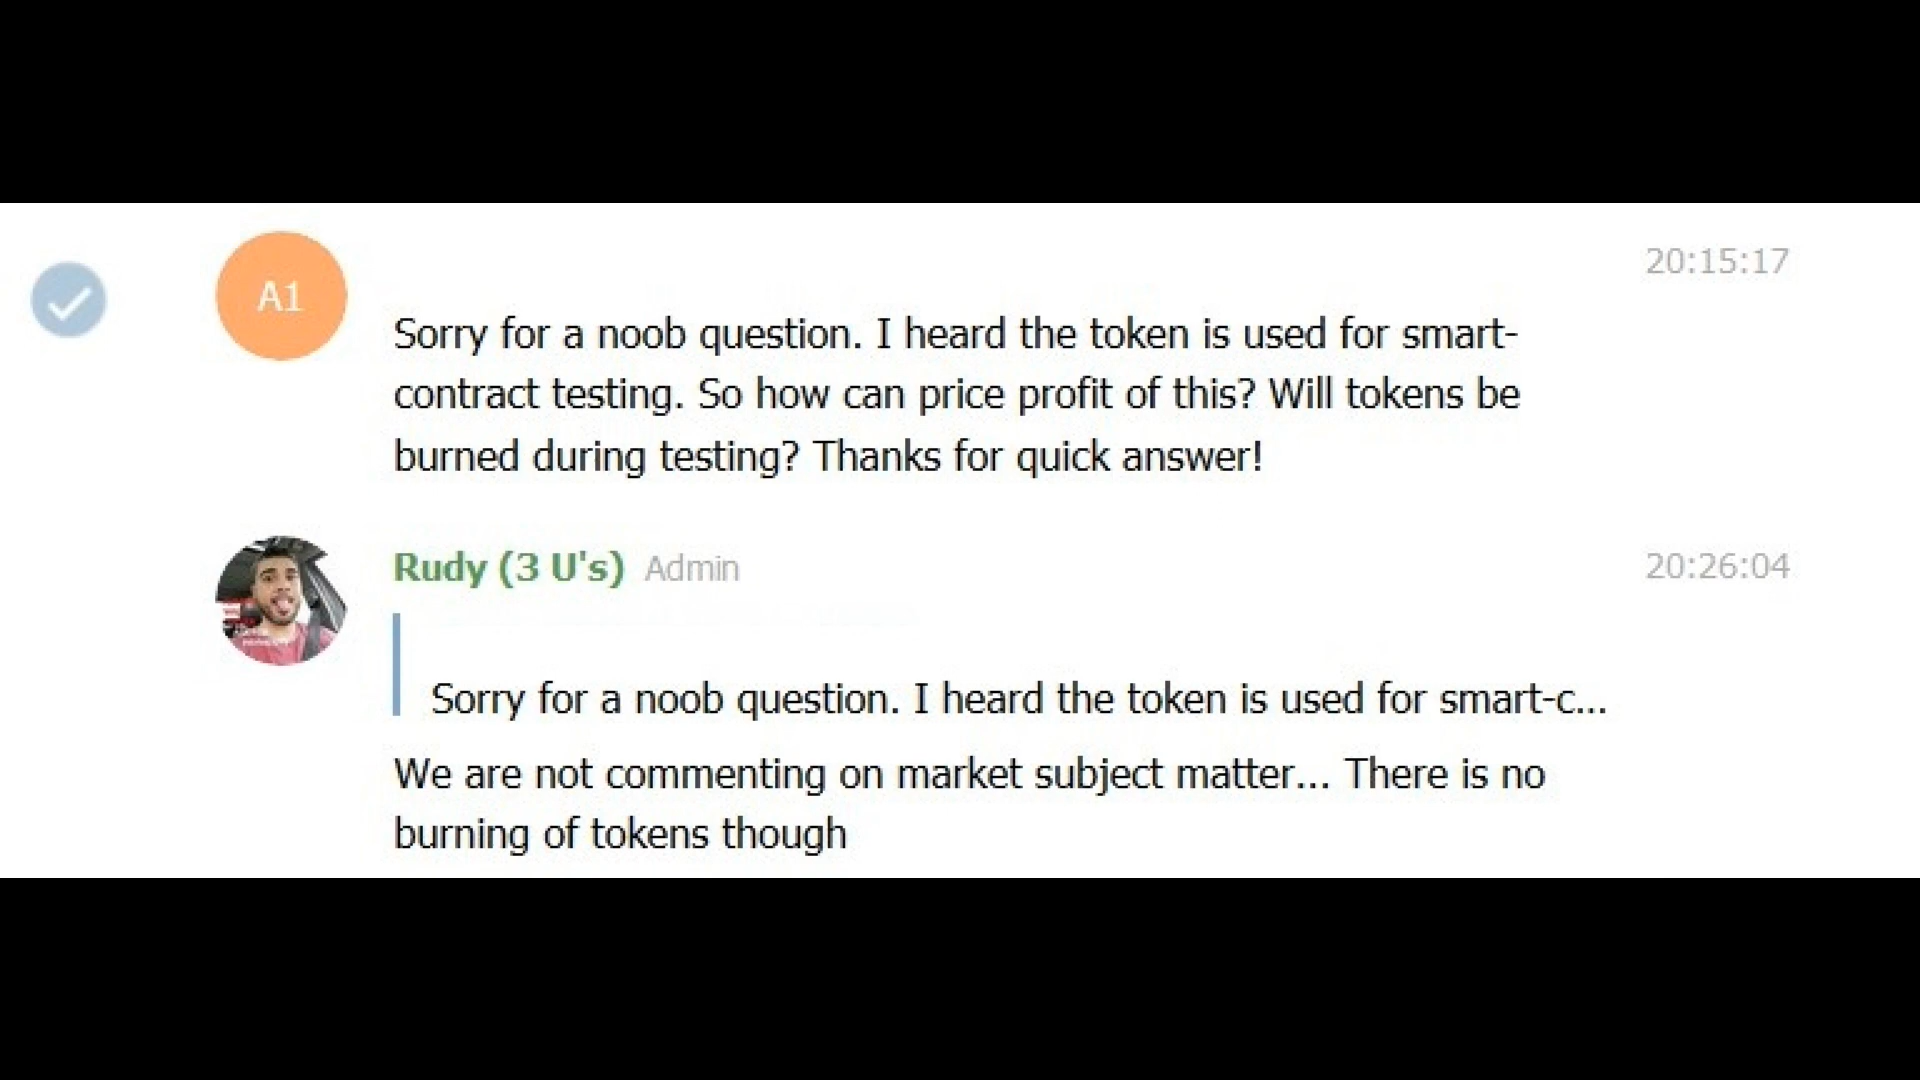 A1
20:15:17
Sorry for a noob question. I heard the token is used for smart-
contract testing. So how can price profit of this? Will tokens be
burned during testing? Thanks for quick answer!
Rudy (3 U's) Admin
20:26:04
Sorry for a noob question. I heard the token is used for smart-c...
We are not commenting on market subject matter... There is no
burning of tokens though